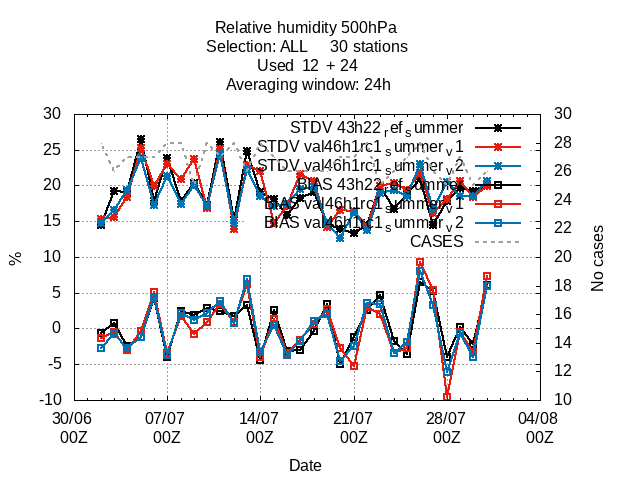 Relative humidity 500hPa
Selection: ALL 30 stations
Used 12 + 24
Averaging window: 24h
30 30
STDV 43h22_ref_summer
25 28
STDV val46h1rc1_summer_v1
20 26
STDV val46h1rc1_summer_v2
15 24
BIAS 43h22_ref_summer
10 22
BIAS val46h1rc1_summer_v1
5 20
BIAS val46h1rc1_summer_v2
0 18
CASES
-5 16
-10 14
12
10
%
No cases
30/06 07/07 14/07 21/07 28/07 04/08
00Z 00Z 00Z 00Z 00Z 00Z
Date